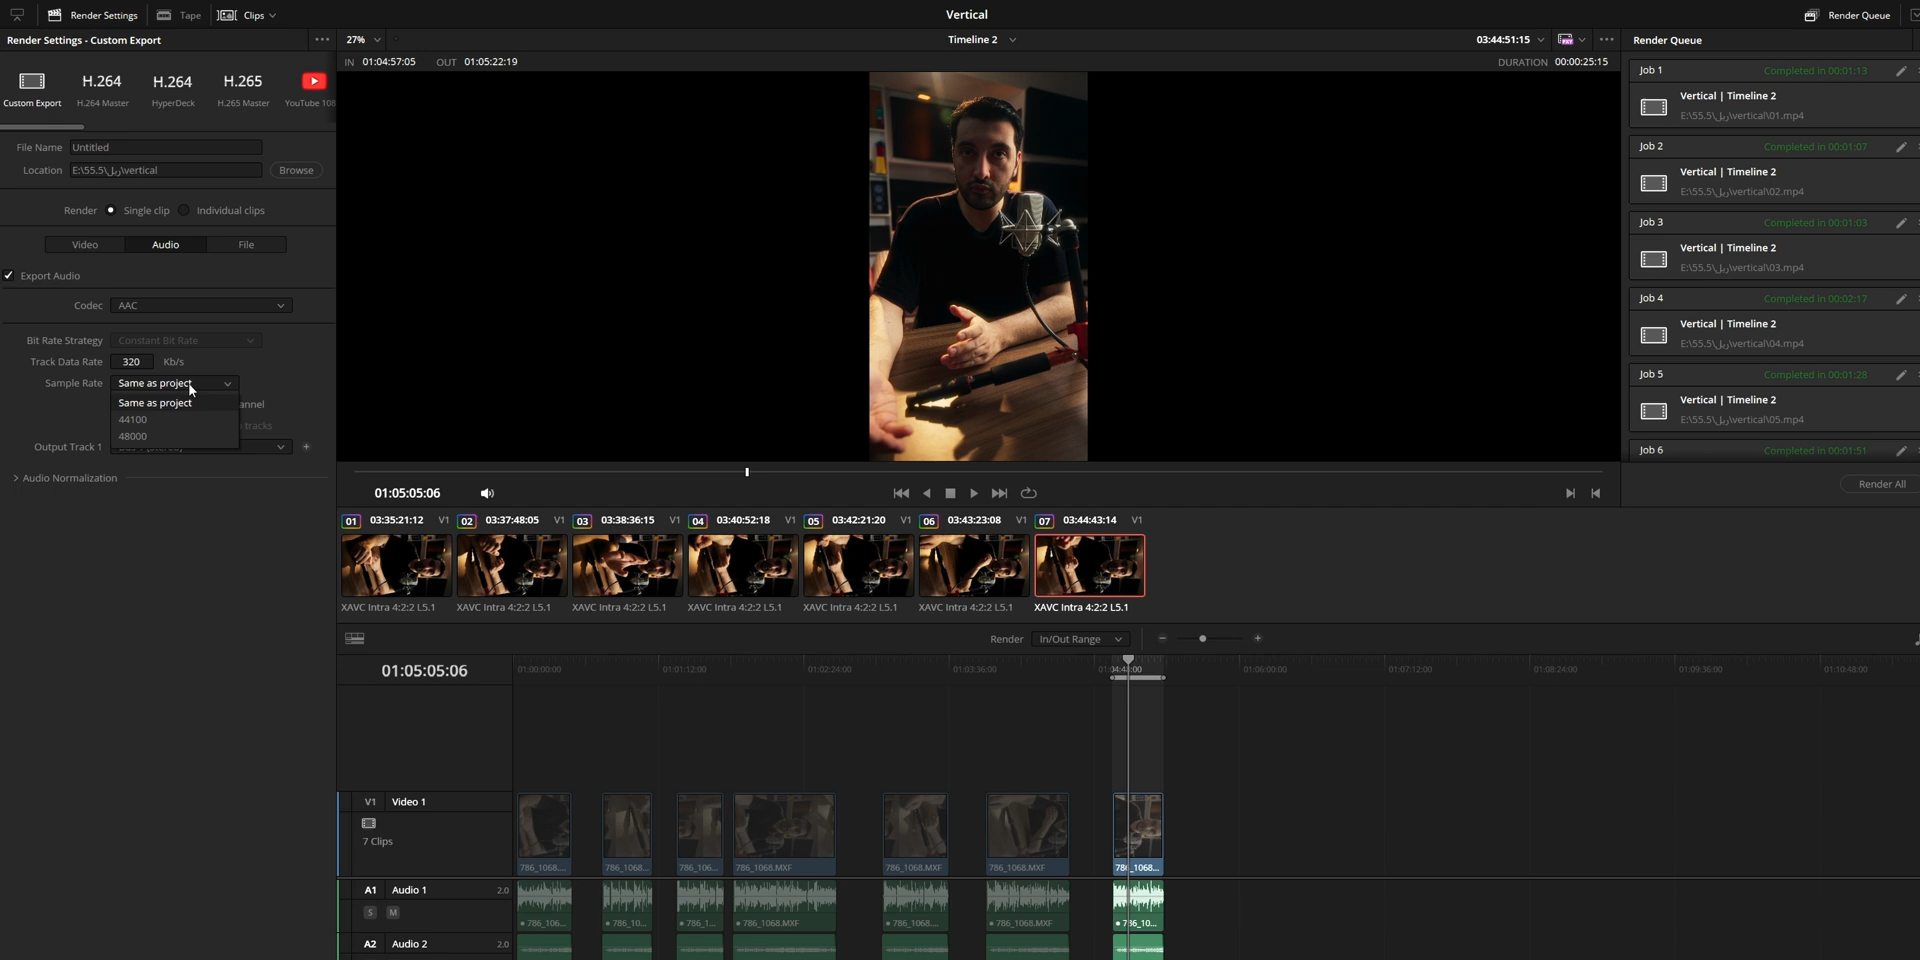 Render Settings
Tape
Clips
Vertical
Render Queue
Render Settings - Custom Export
27%
Timeline 2
03:44:51:15
Render Queue
IN 01:04:57:05 OUT 01:05:22:19
DURATION 00:00:25:15
H.264 H.264 H.265
Custom Export H.264 Master HyperDeck H.265 Master YouTube 108
File Name Untitled
Location E:\55.5\ریل\vertical Browse
Render Single clip Individual clips
Video Audio File
Export Audio
Codec AAC
Bit Rate Strategy Constant Bit Rate
Track Data Rate 320 Kb/s
Sample Rate Same as project
Same as project
annel
44100
tracks
48000
Output Track 1
Audio Normalization
Job 1 Completed in 00:01:13
Vertical | Timeline 2
E:\55.5\ریل\vertical\01.mp4
Job 2 Completed in 00:01:07
Vertical | Timeline 2
E:\55.5\ریل\vertical\02.mp4
Job 3 Completed in 00:01:03
Vertical | Timeline 2
E:\55.5\ریل\vertical\03.mp4
Job 4 Completed in 00:02:17
Vertical | Timeline 2
E:\55.5\ریل\vertical\04.mp4
Job 5 Completed in 00:01:28
Vertical | Timeline 2
E:\55.5\ریل\vertical\05.mp4
Job 6 Completed in 00:01:51
Render All
01:05:05:06
01 03:35:21:12 V1 02 03:37:48:05 V1 03 03:38:36:15 V1 04 03:40:52:18 V1 05 03:42:21:20 V1 06 03:43:23:08 V1 07 03:44:43:14 V1
XAVC Intra 4:2:2 L5.1 XAVC Intra 4:2:2 L5.1 XAVC Intra 4:2:2 L5.1 XAVC Intra 4:2:2 L5.1 XAVC Intra 4:2:2 L5.1 XAVC Intra 4:2:2 L5.1 XAVC Intra 4:2:2 L5.1
Render In/Out Range
01:05:05:06
01:00:00:00 01:01:12:00 01:02:24:00 01:03:36:00 01:04:48:00 01:06:00:00 01:07:12:00 01:08:24:00 01:09:36:00 01:10:48:00
V1 Video 1
7 Clips
786_1068.... 786_1068... 786_106... 786_1068.MXF 786_1068.MXF 786_1068.MXF 786_1068...
A1 Audio 1 2.0
S M
786_106... 786_10... 786_1... 786_1068.MXF 786_1068.... 786_1068.MXF 786_10...
A2 Audio 2 2.0